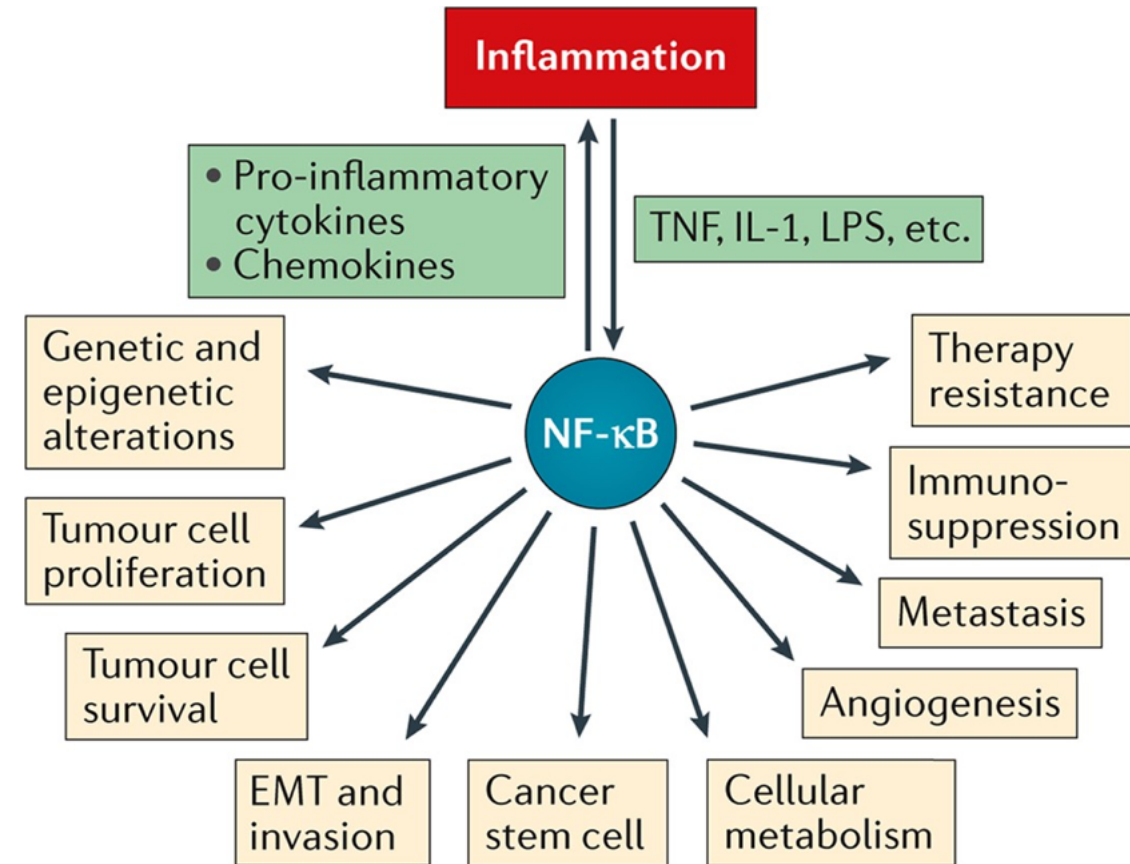 Inflammation
• Pro-inflammatory
cytokines
• Chemokines
TNF, IL-1, LPS, etc.
Genetic and
epigenetic
alterations
Therapy
resistance
NF-κB
Immuno-
suppression
Tumour cell
proliferation
Metastasis
Tumour cell
survival
Angiogenesis
EMT and
invasion
Cancer
stem cell
Cellular
metabolism